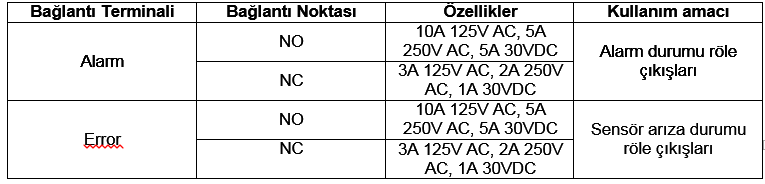 Bağlantı Terminali Bağlantı Noktası Özellikler Kullanım amacı
Alarm
NO
10A 125V AC, 5A
250V AC, 5A 30VDC
NC
3A 125V AC, 2A 250V
AC, 1A 30VDC
Alarm durumu röle
çıkışları
Error
NO
10A 125V AC, 5A
250V AC, 5A 30VDC
NC
3A 125V AC, 2A 250V
AC, 1A 30VDC
Sensör arıza durumu
röle çıkışları